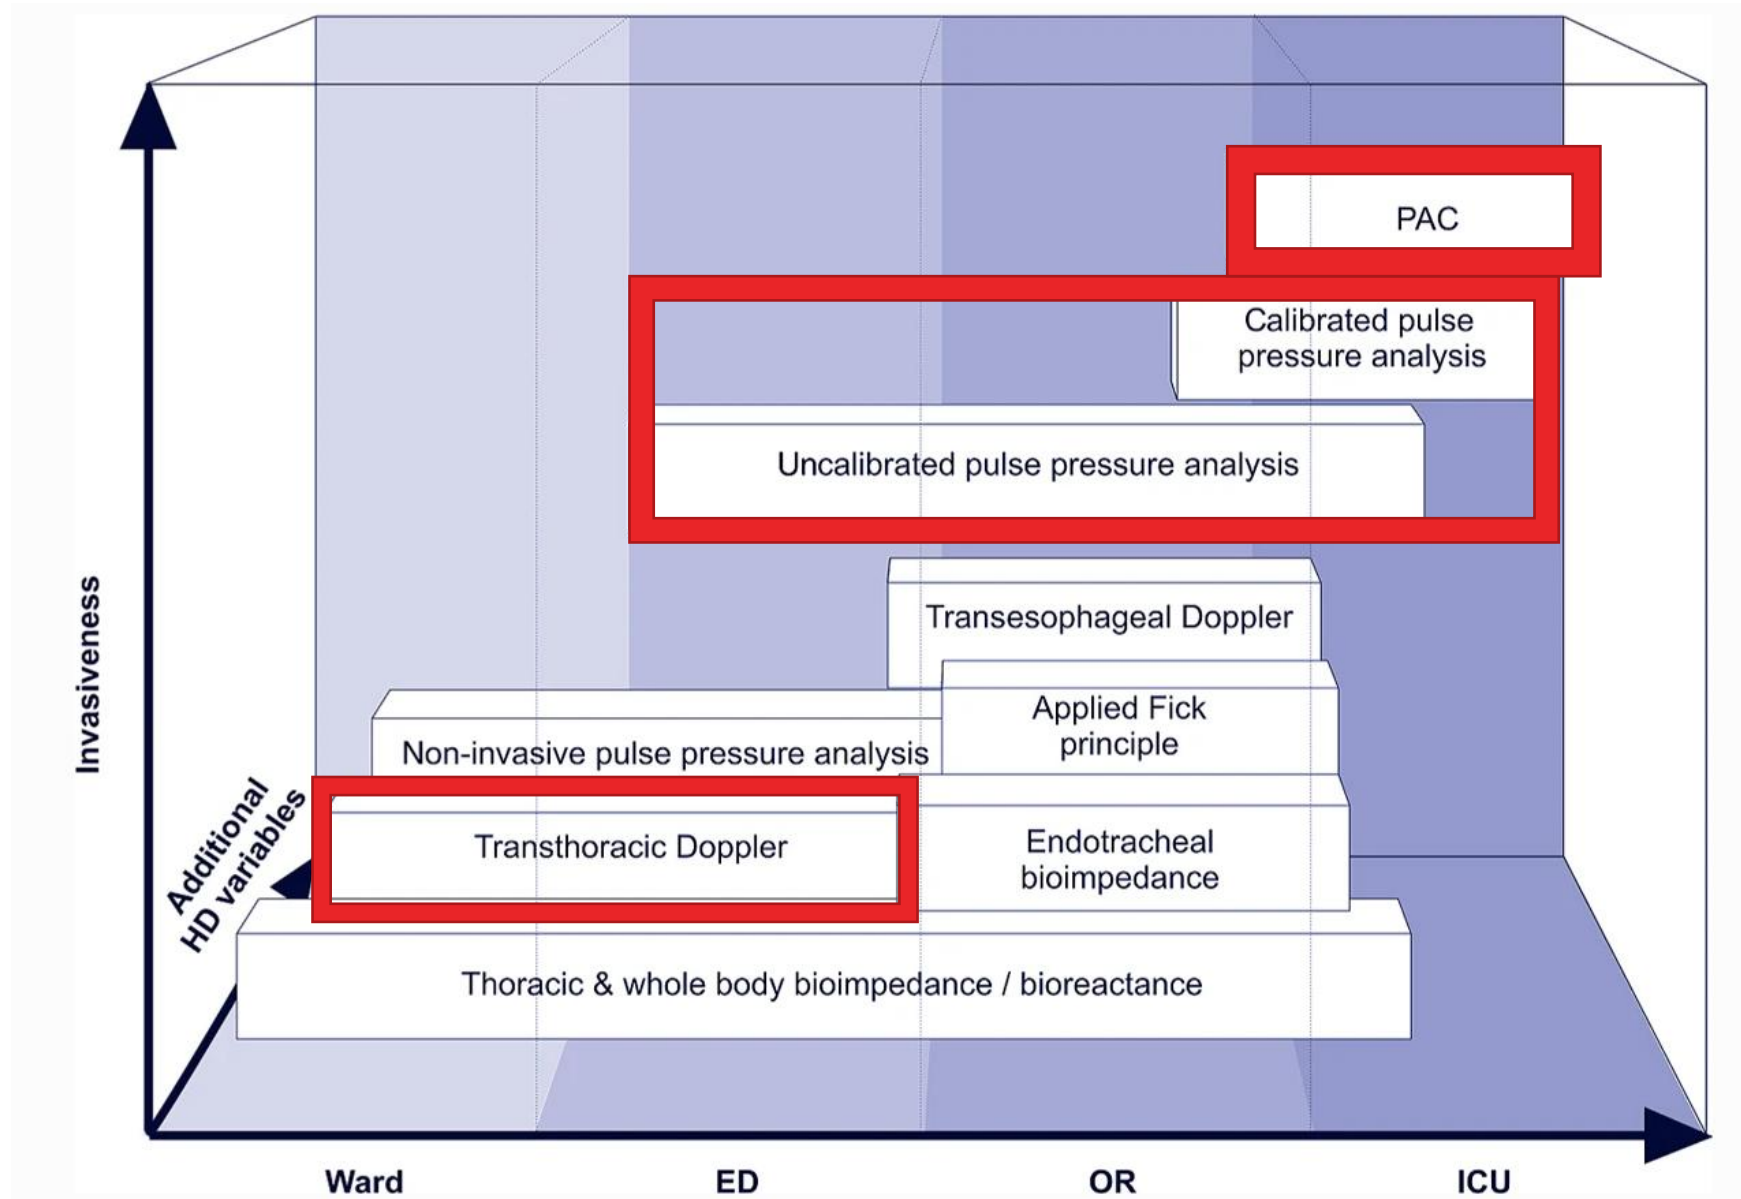 PAC
Calibrated pulse
pressure analysis
Uncalibrated pulse pressure analysis
Transesophageal Doppler
Applied Fick
principle
Non-invasive pulse pressure analysis
Transthoracic Doppler
Endotracheal
bioimpedance
Thoracic & whole body bioimpedance / bioreactance
Invasiveness
Additional
HD variables
Ward
ED
OR
ICU